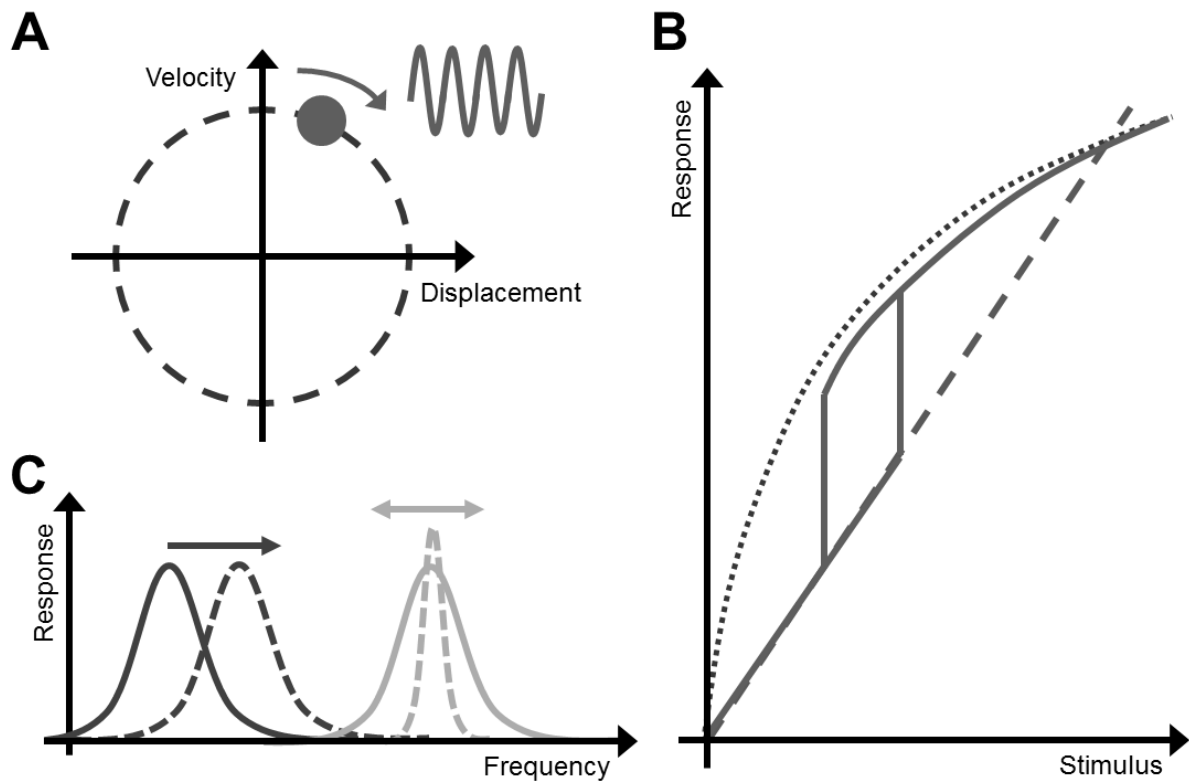 A
Velocity
Displacement
B
Response
Stimulus
C
Response
Frequency